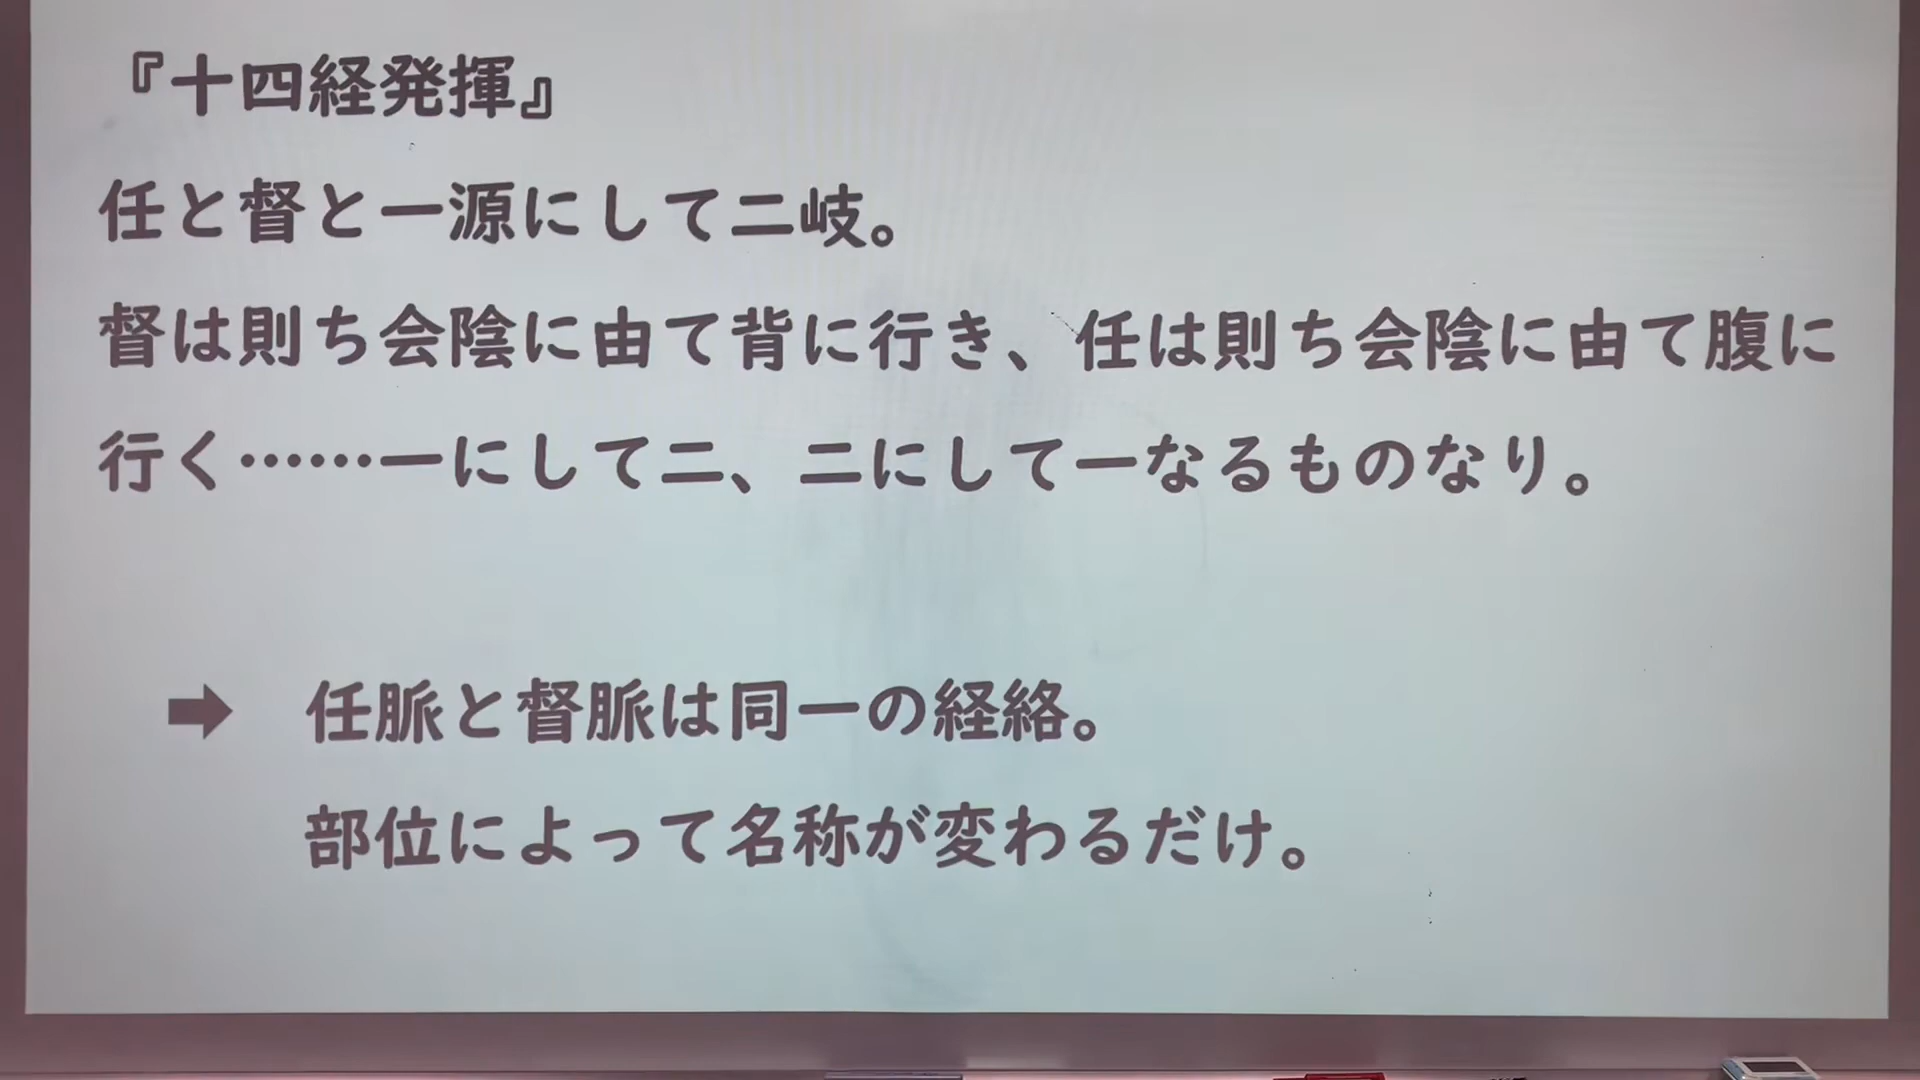 『十四経発揮』
任と督と一源にして二岐。
督は則ち会陰に由て背に行き、任は則ち会陰に由て腹に
行く……一にして二、二にして一なるものなり。
➡ 任脈と督脈は同一の経絡。
部位によって名称が変わるだけ。